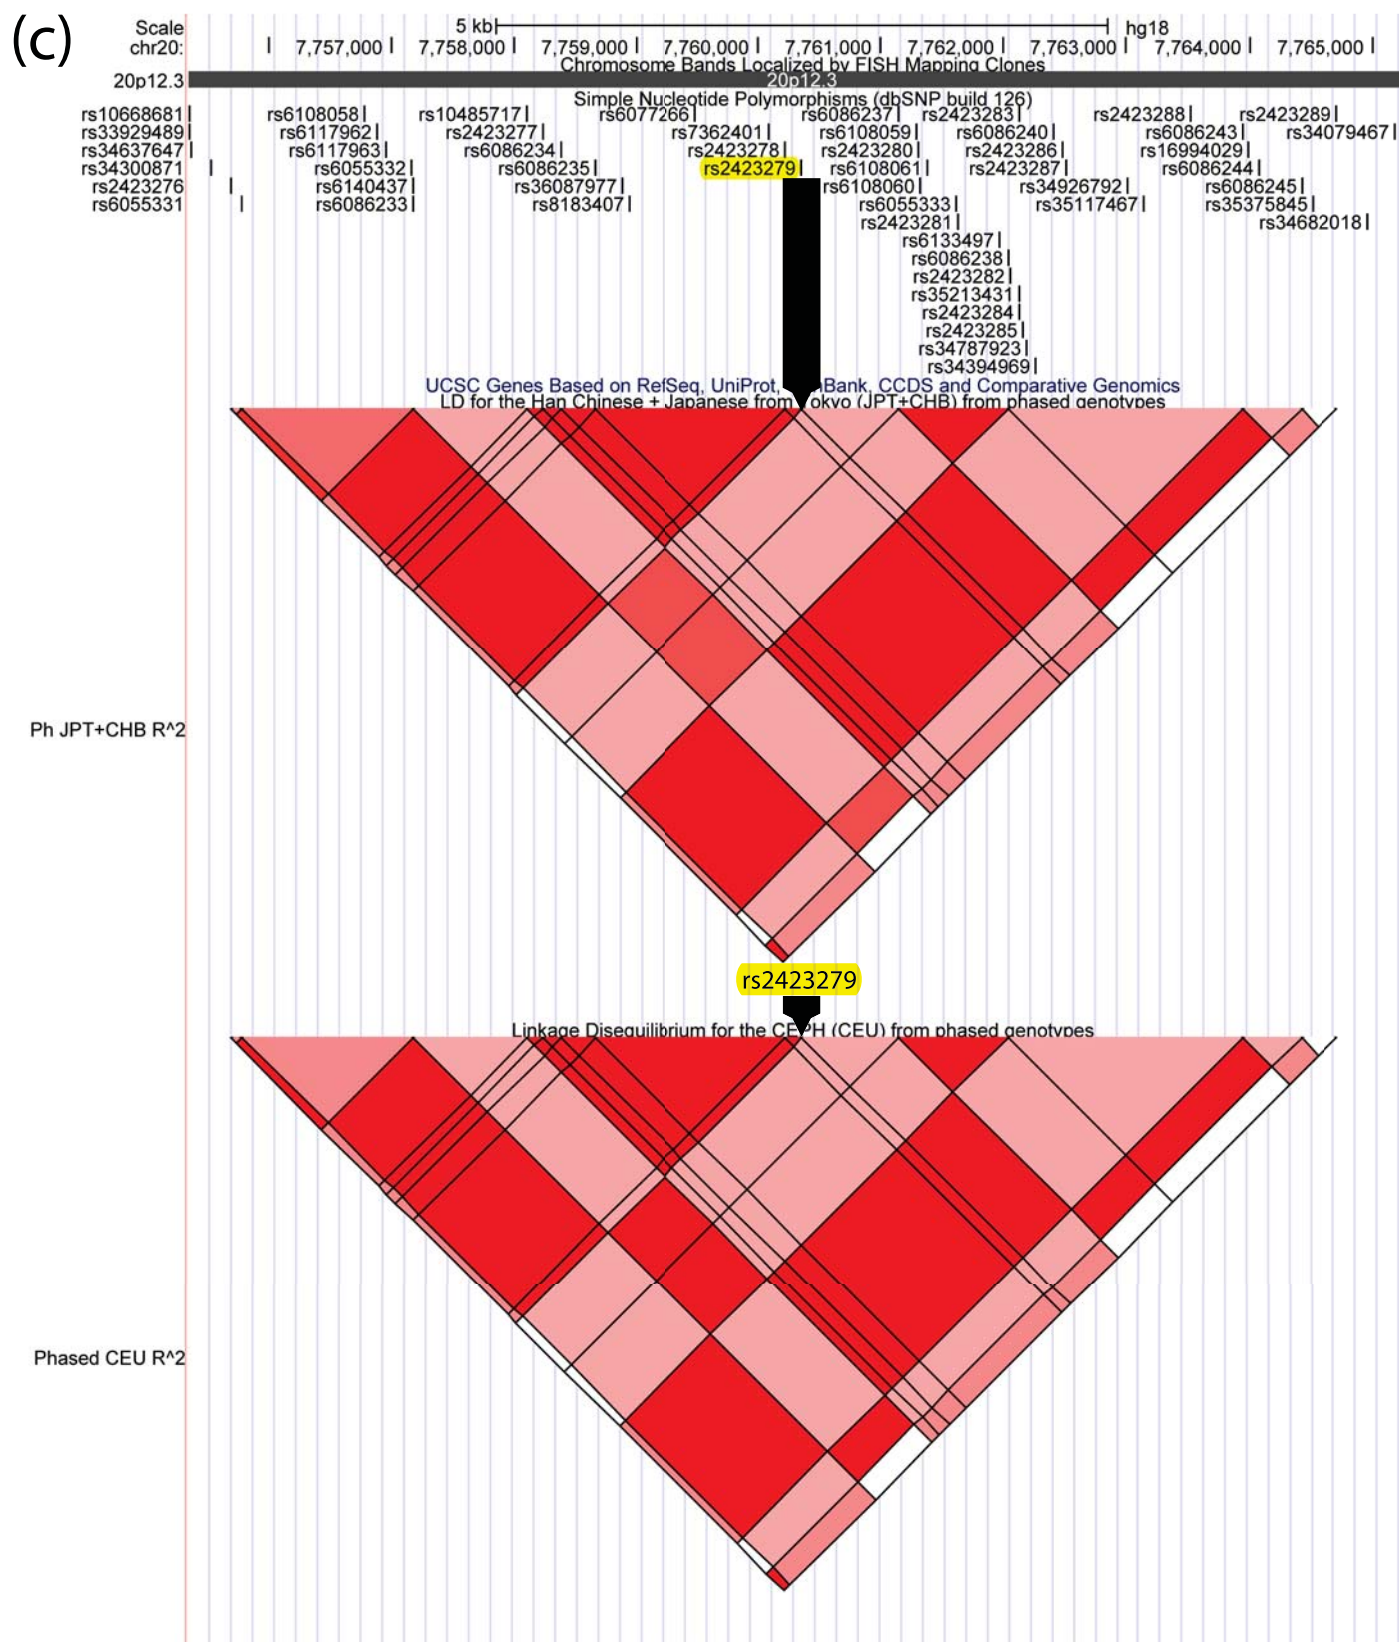 (c)
Scale 5 kb hg18
chr20: 7,757,000 7,758,000 7,759,000 7,760,000 7,761,000 7,762,000 7,763,000 7,764,000 7,765,000
Chromosome Bands Localized by FISH Mapping Clones
20p12.3 20p12.3
Simple Nucleotide Polymorphisms (dbSNP build 126)
rs10668681 rs6108058 rs10485717 rs6077266 rs6086237 rs2423283 rs2423288 rs2423289
rs33929489 rs6117962 rs2423277 rs7362401 rs6108059 rs6086240 rs6086243 rs34079467
rs34637647 rs6117963 rs6086234 rs2423278 rs2423280 rs2423286 rs16994029
rs34300871 rs6055332 rs6086235 rs2423279 rs6108061 rs2423287 rs6086244
rs2423276 rs6140437 rs36087977 rs6108060 rs34926792 rs6086245
rs6055331 rs6086233 rs8183407 rs6055333 rs35117467 rs35375845
rs2423281 rs34682018
rs6133497
rs6086238
rs2423282
rs35213431
rs2423284
rs2423285
rs34787923
rs34394969
UCSC Genes Based on RefSeq, UniProt, nBank, CCDS and Comparative Genomics
LD for the Han Chinese + Japanese from okyo (JPT+CHB) from phased genotypes
Ph JPT+CHB R^2
rs2423279
Linkage Disequilibrium for the CEPH (CEU) from phased genotypes
Phased CEU R^2